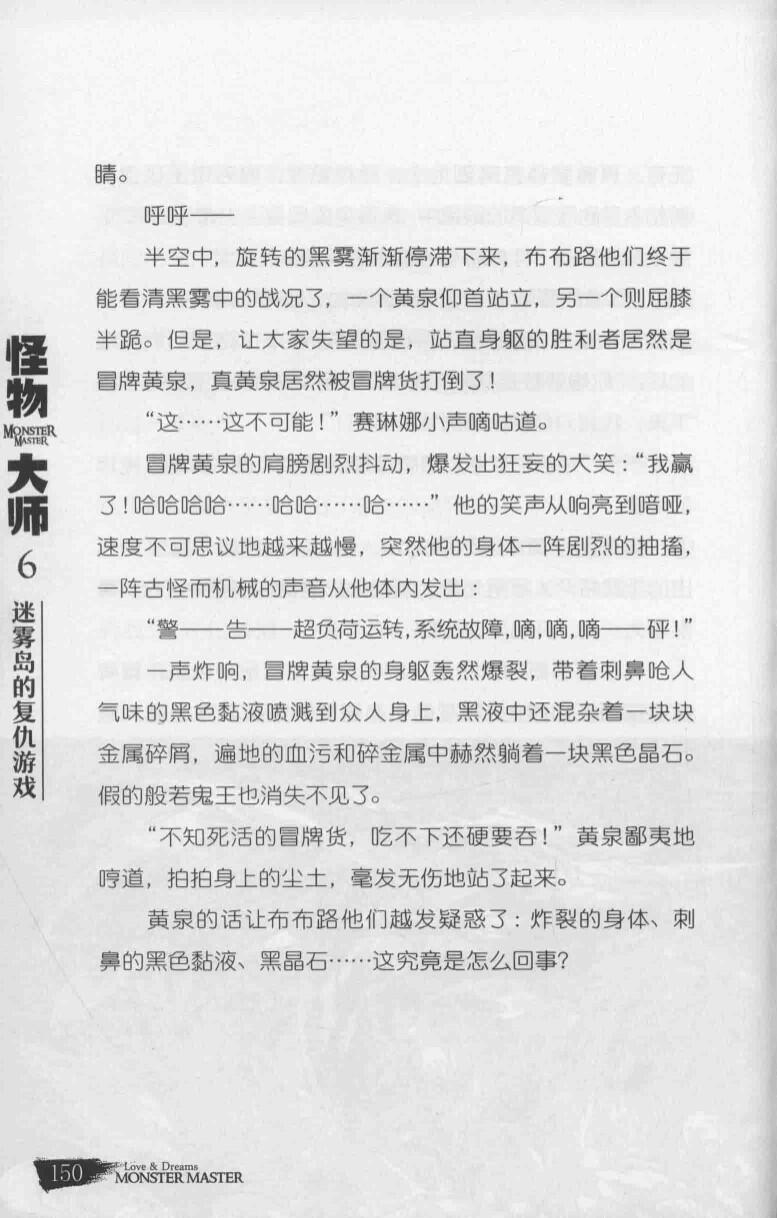 睛。
呼呼——
半空中，旋转的黑雾渐渐停滞下来，布布路他们终于
能看清黑雾中的战况了，一个黄泉仰首站立，另一个则屈膝
半跪。但是，让大家失望的是，站直身躯的胜利者居然是
冒牌黄泉，真黄泉居然被冒牌货打倒了！
“这……这不可能！”赛琳娜小声嘀咕道。
冒牌黄泉的肩膀剧烈抖动，爆发出狂妄的大笑：“我赢
了！哈哈哈哈……哈哈……哈……”他的笑声从响亮到喑哑，
速度不可思议地越来越慢，突然他的身体一阵剧烈的抽搐，
一阵古怪而机械的声音从他体内发出：
“警——告——超负荷运转，系统故障，嘀，嘀，嘀——砰！”
一声炸响，冒牌黄泉的身躯轰然爆裂，带着刺鼻呛人
气味的黑色黏液喷溅到众人身上，黑液中还混杂着一块块
金属碎屑，遍地的血污和碎金属中赫然躺着一块黑色晶石。
假的般若鬼王也消失不见了。
“不知死活的冒牌货，吃不下还硬要吞！”黄泉鄙夷地
哼道，拍拍身上的尘土，毫发无伤地站了起来。
黄泉的话让布布路他们越发疑惑了：炸裂的身体、刺
鼻的黑色黏液、黑晶石……这究竟是怎么回事？
怪物
MONSTER
MASTER
大师
6
迷雾岛的复仇游戏
150
Love & Dreams
MONSTER MASTER